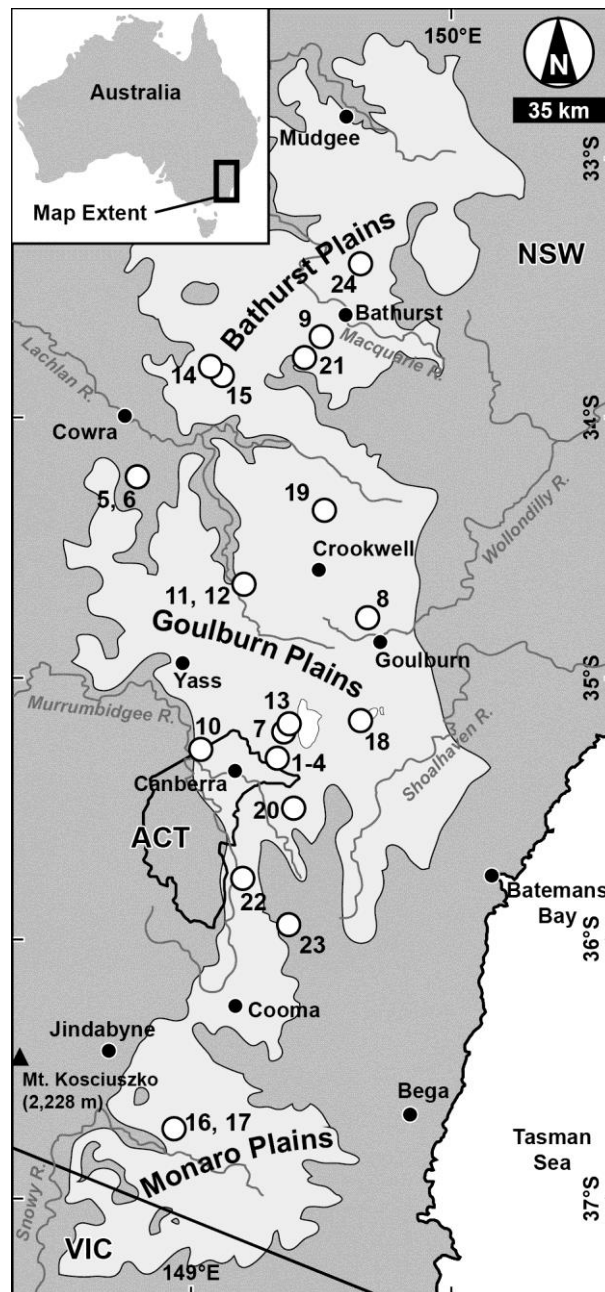 150°E
N
Australia
35 km
Mudgee
33°S
Map Extent
NSW
Bathurst Plains
24
Bathurst
9
Macquarie R.
21
14
15
Lachlan R.
34°S
Cowra
5, 6
19
Wollondilly R.
Crookwell
11, 12
8
Goulburn Plains
Goulburn
Yass
35°S
Murrumbidgee R.
13
10
7
18
Shoalhaven R.
1-4
Canberra
20
ACT
22
Batemans
Bay
23
36°S
Cooma
Jindabyne
Mt. Kosciuszko
(2,228 m)
Bega
16, 17
Monaro Plains
Tasman
Sea
Snowy R.
37°S
VIC
149°E